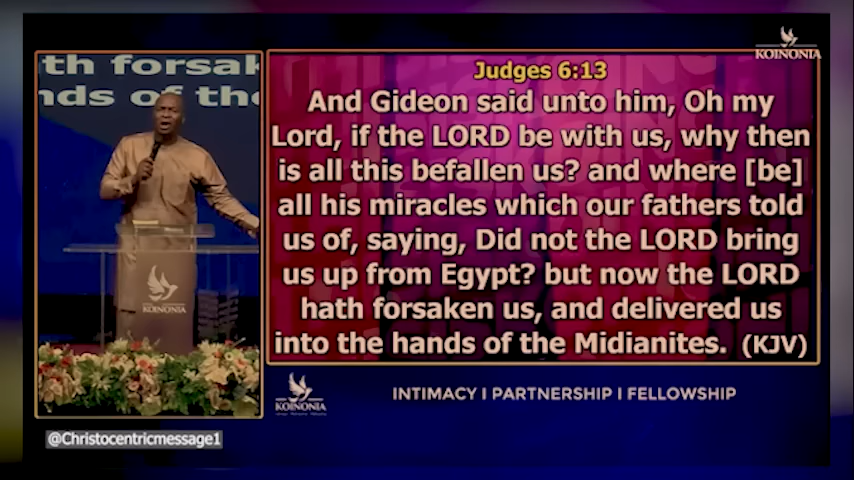 KOINONIA
th forsak
nds of the
Judges 6:13
And Gideon said unto him, Oh my
Lord, if the LORD be with us, why then
is all this befallen us? and where [be]
all his miracles which our fathers told
us of, saying, Did not the LORD bring
us up from Egypt? but now the LORD
hath forsaken us, and delivered us
into the hands of the Midianites. (KJV)
KOINONIA
KOINONIA
INTIMACY I PARTNERSHIP I FELLOWSHIP
@Christocentricmessage1